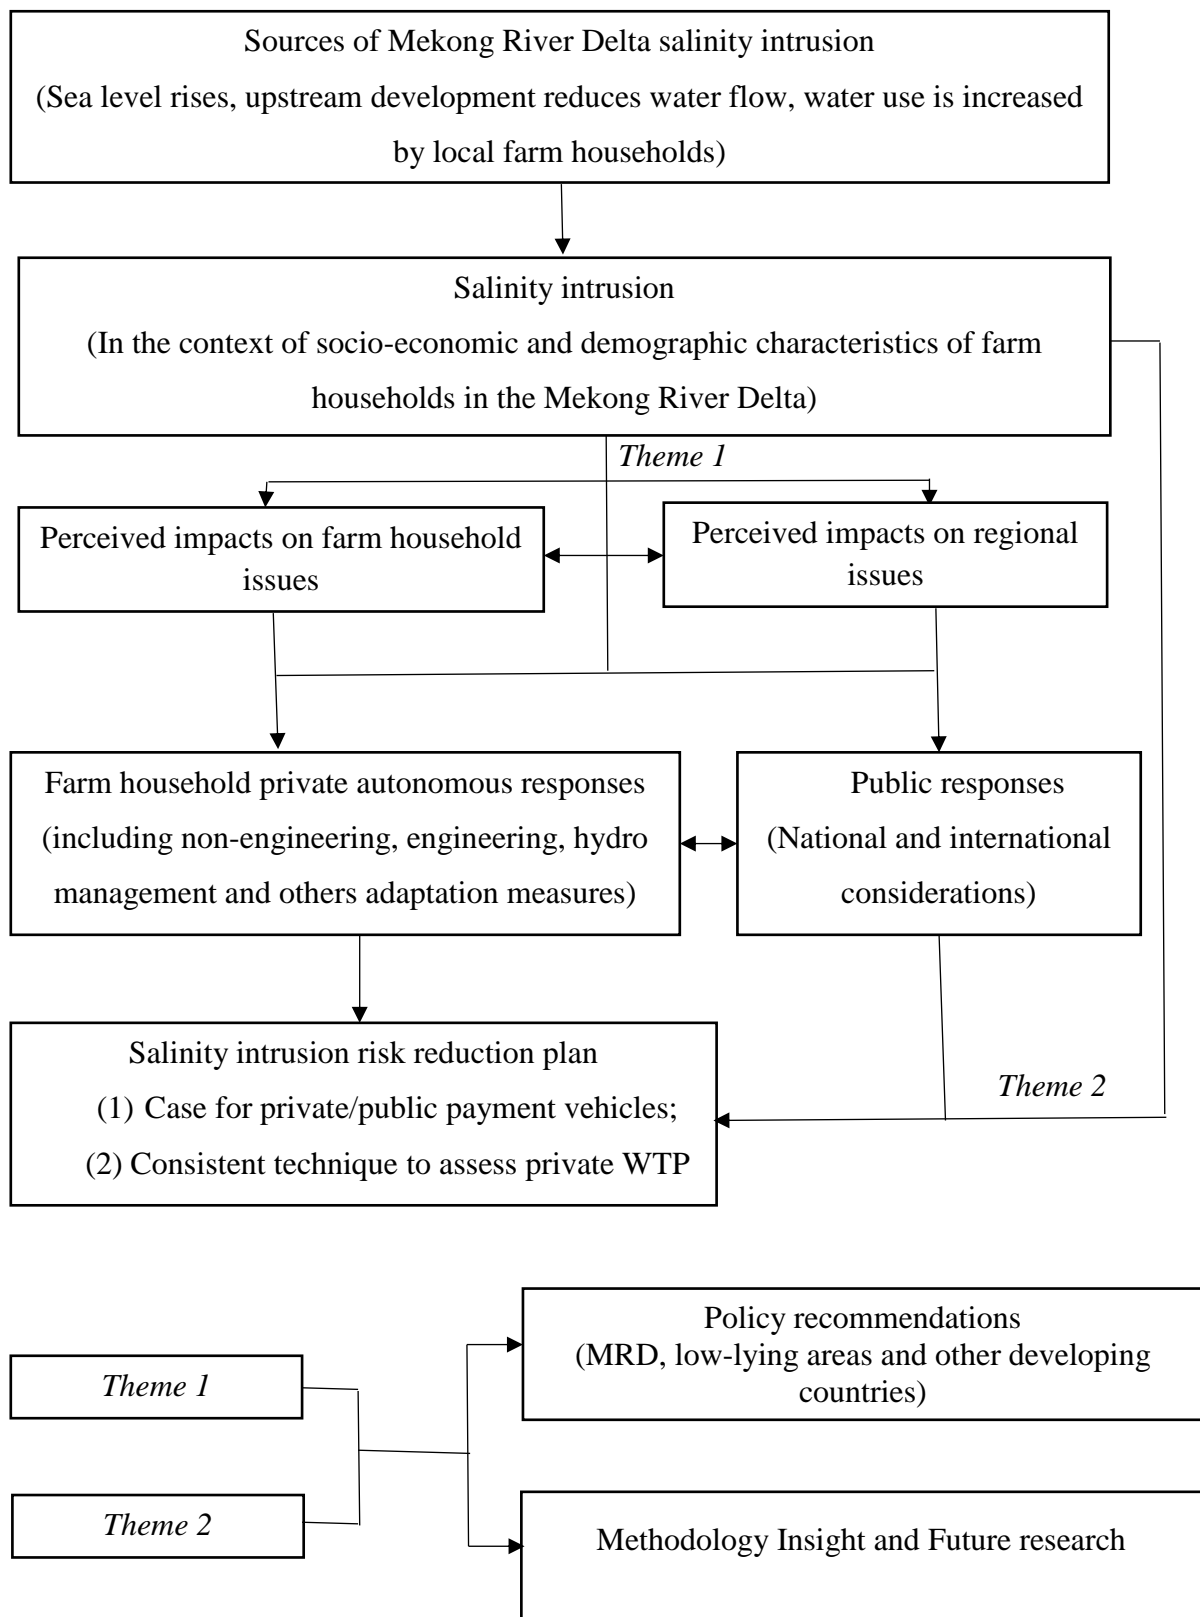 Sources of Mekong River Delta salinity intrusion
(Sea level rises, upstream development reduces water flow, water use is increased
by local farm households)
Salinity intrusion
(In the context of socio-economic and demographic characteristics of farm
households in the Mekong River Delta)
Theme 1
Perceived impacts on farm household
issues
Perceived impacts on regional
issues
Farm household private autonomous responses
(including non-engineering, engineering, hydro
management and others adaptation measures)
Public responses
(National and international
considerations)
Salinity intrusion risk reduction plan
(1) Case for private/public payment vehicles;
(2) Consistent technique to assess private WTP
Theme 2
Policy recommendations
(MRD, low-lying areas and other developing
countries)
Theme 1
Theme 2
Methodology Insight and Future research